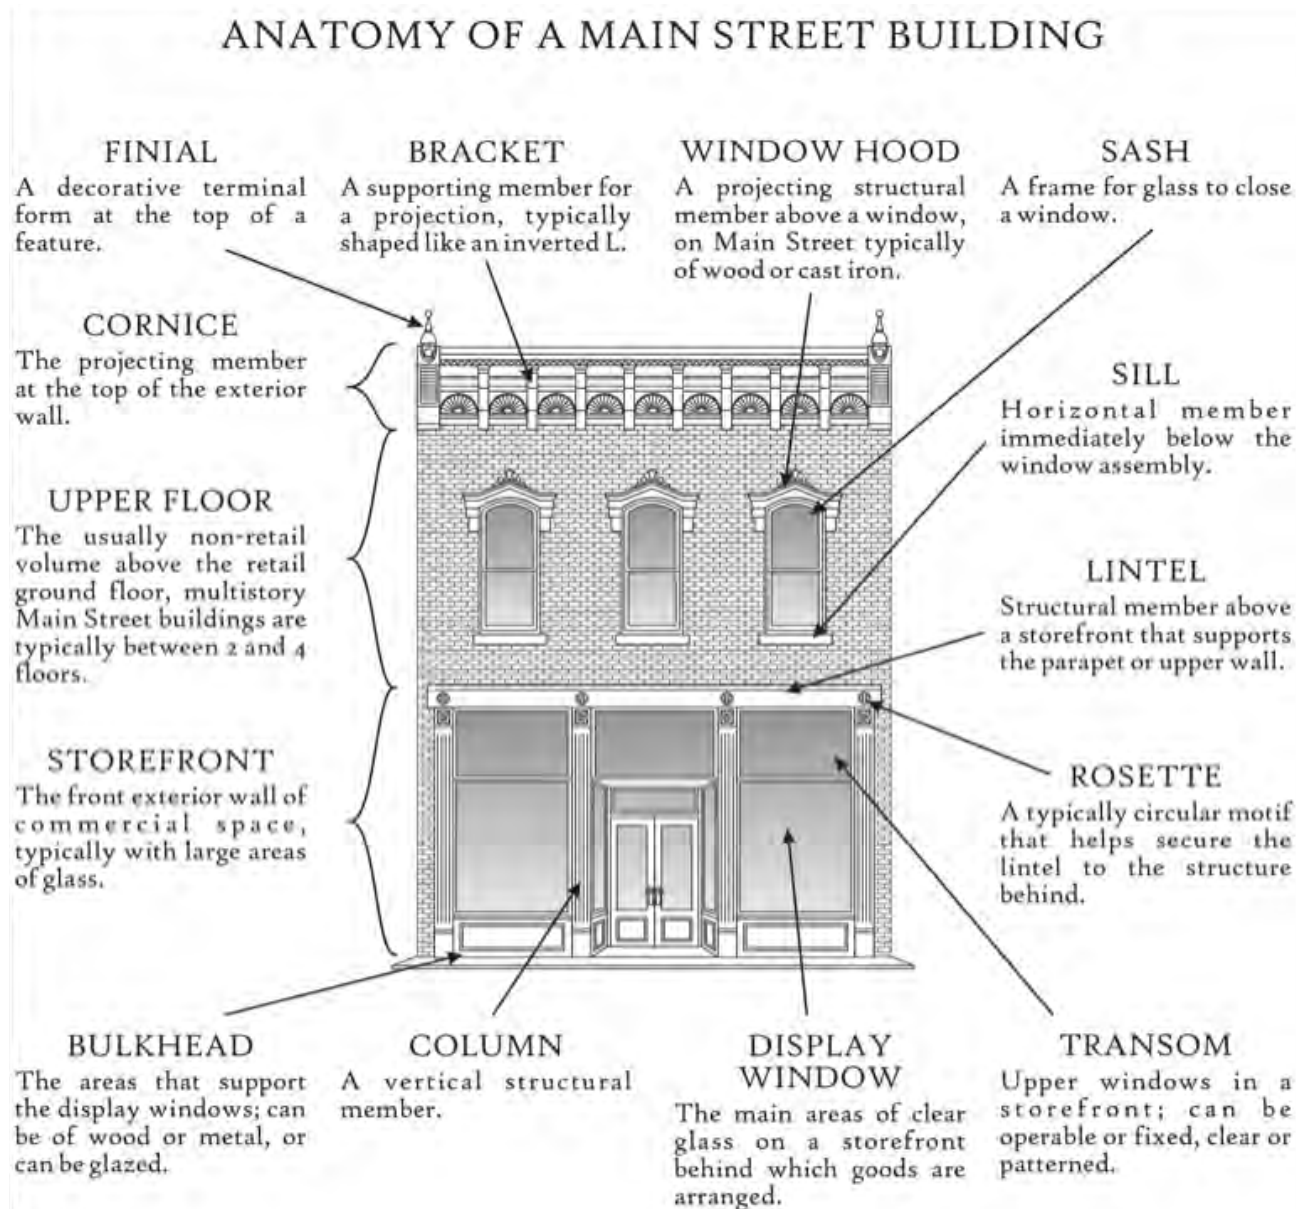 ANATOMY OF A MAIN STREET BUILDING
FINIAL
A decorative terminal
form at the top of a
feature.
BRACKET
A supporting member for
a projection, typically
shaped like an inverted L.
WINDOW HOOD
A projecting structural
member above a window,
on Main Street typically
of wood or cast iron.
SASH
A frame for glass to close
a window.
CORNICE
The projecting member
at the top of the exterior
wall.
SILL
Horizontal member
immediately below the
window assembly.
UPPER FLOOR
The usually non-retail
volume above the retail
ground floor, multistory
Main Street buildings are
typically between 2 and 4
floors.
LINTEL
Structural member above
a storefront that supports
the parapet or upper wall.
STOREFRONT
The front exterior wall of
commercial space,
typically with large areas
of glass.
ROSETTE
A typically circular motif
that helps secure the
lintel to the structure
behind.
BULKHEAD
The areas that support
the display windows; can
be of wood or metal, or
can be glazed.
COLUMN
A vertical structural
member.
DISPLAY
WINDOW
The main areas of clear
glass on a storefront
behind which goods are
arranged.
TRANSOM
Upper windows in a
storefront; can be
operable or fixed, clear or
patterned.